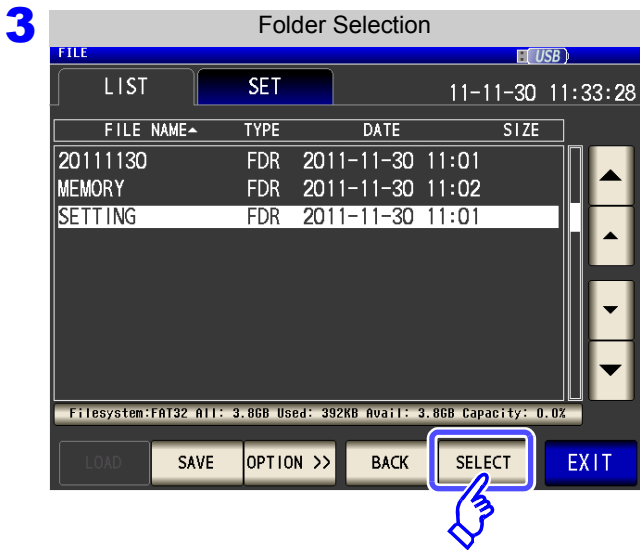 3
Folder Selection
FILE USB
LIST SET 11-11-30 11:33:28
FILE NAME▲ TYPE DATE SIZE
20111130 FDR 2011-11-30 11:01
MEMORY FDR 2011-11-30 11:02
SETTING FDR 2011-11-30 11:01
Filesystem:FAT32 All: 3.8GB Used: 392KB Avail: 3.8GB Capacity: 0.0%
LOAD SAVE OPTION >> BACK SELECT EXIT